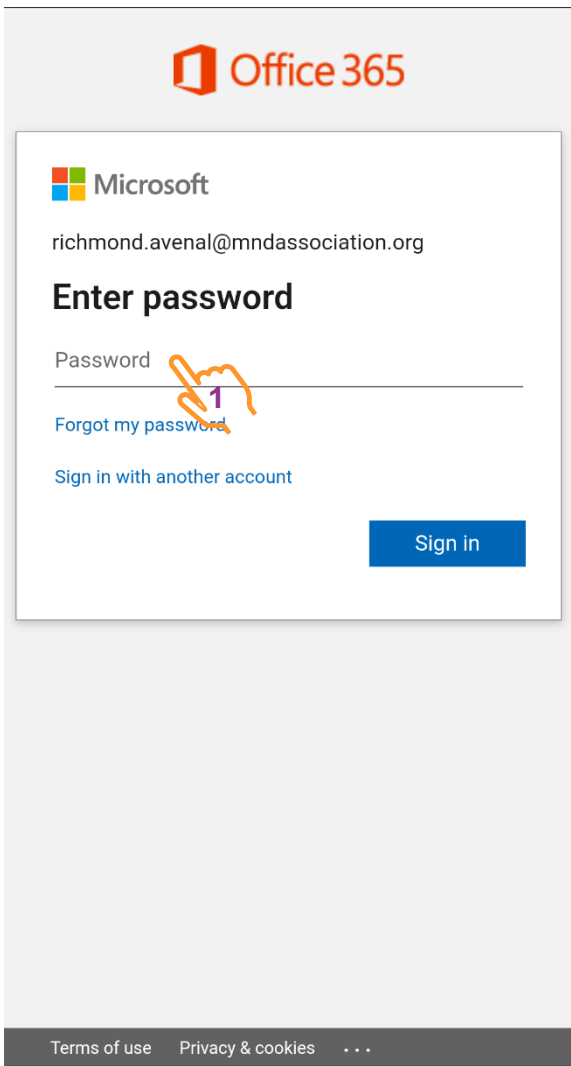 Office 365
Microsoft
richmond.avenal@mndassociation.org
Enter password
Password
1
Forgot my password
Sign in with another account
Sign in
Terms of use Privacy & cookies ...